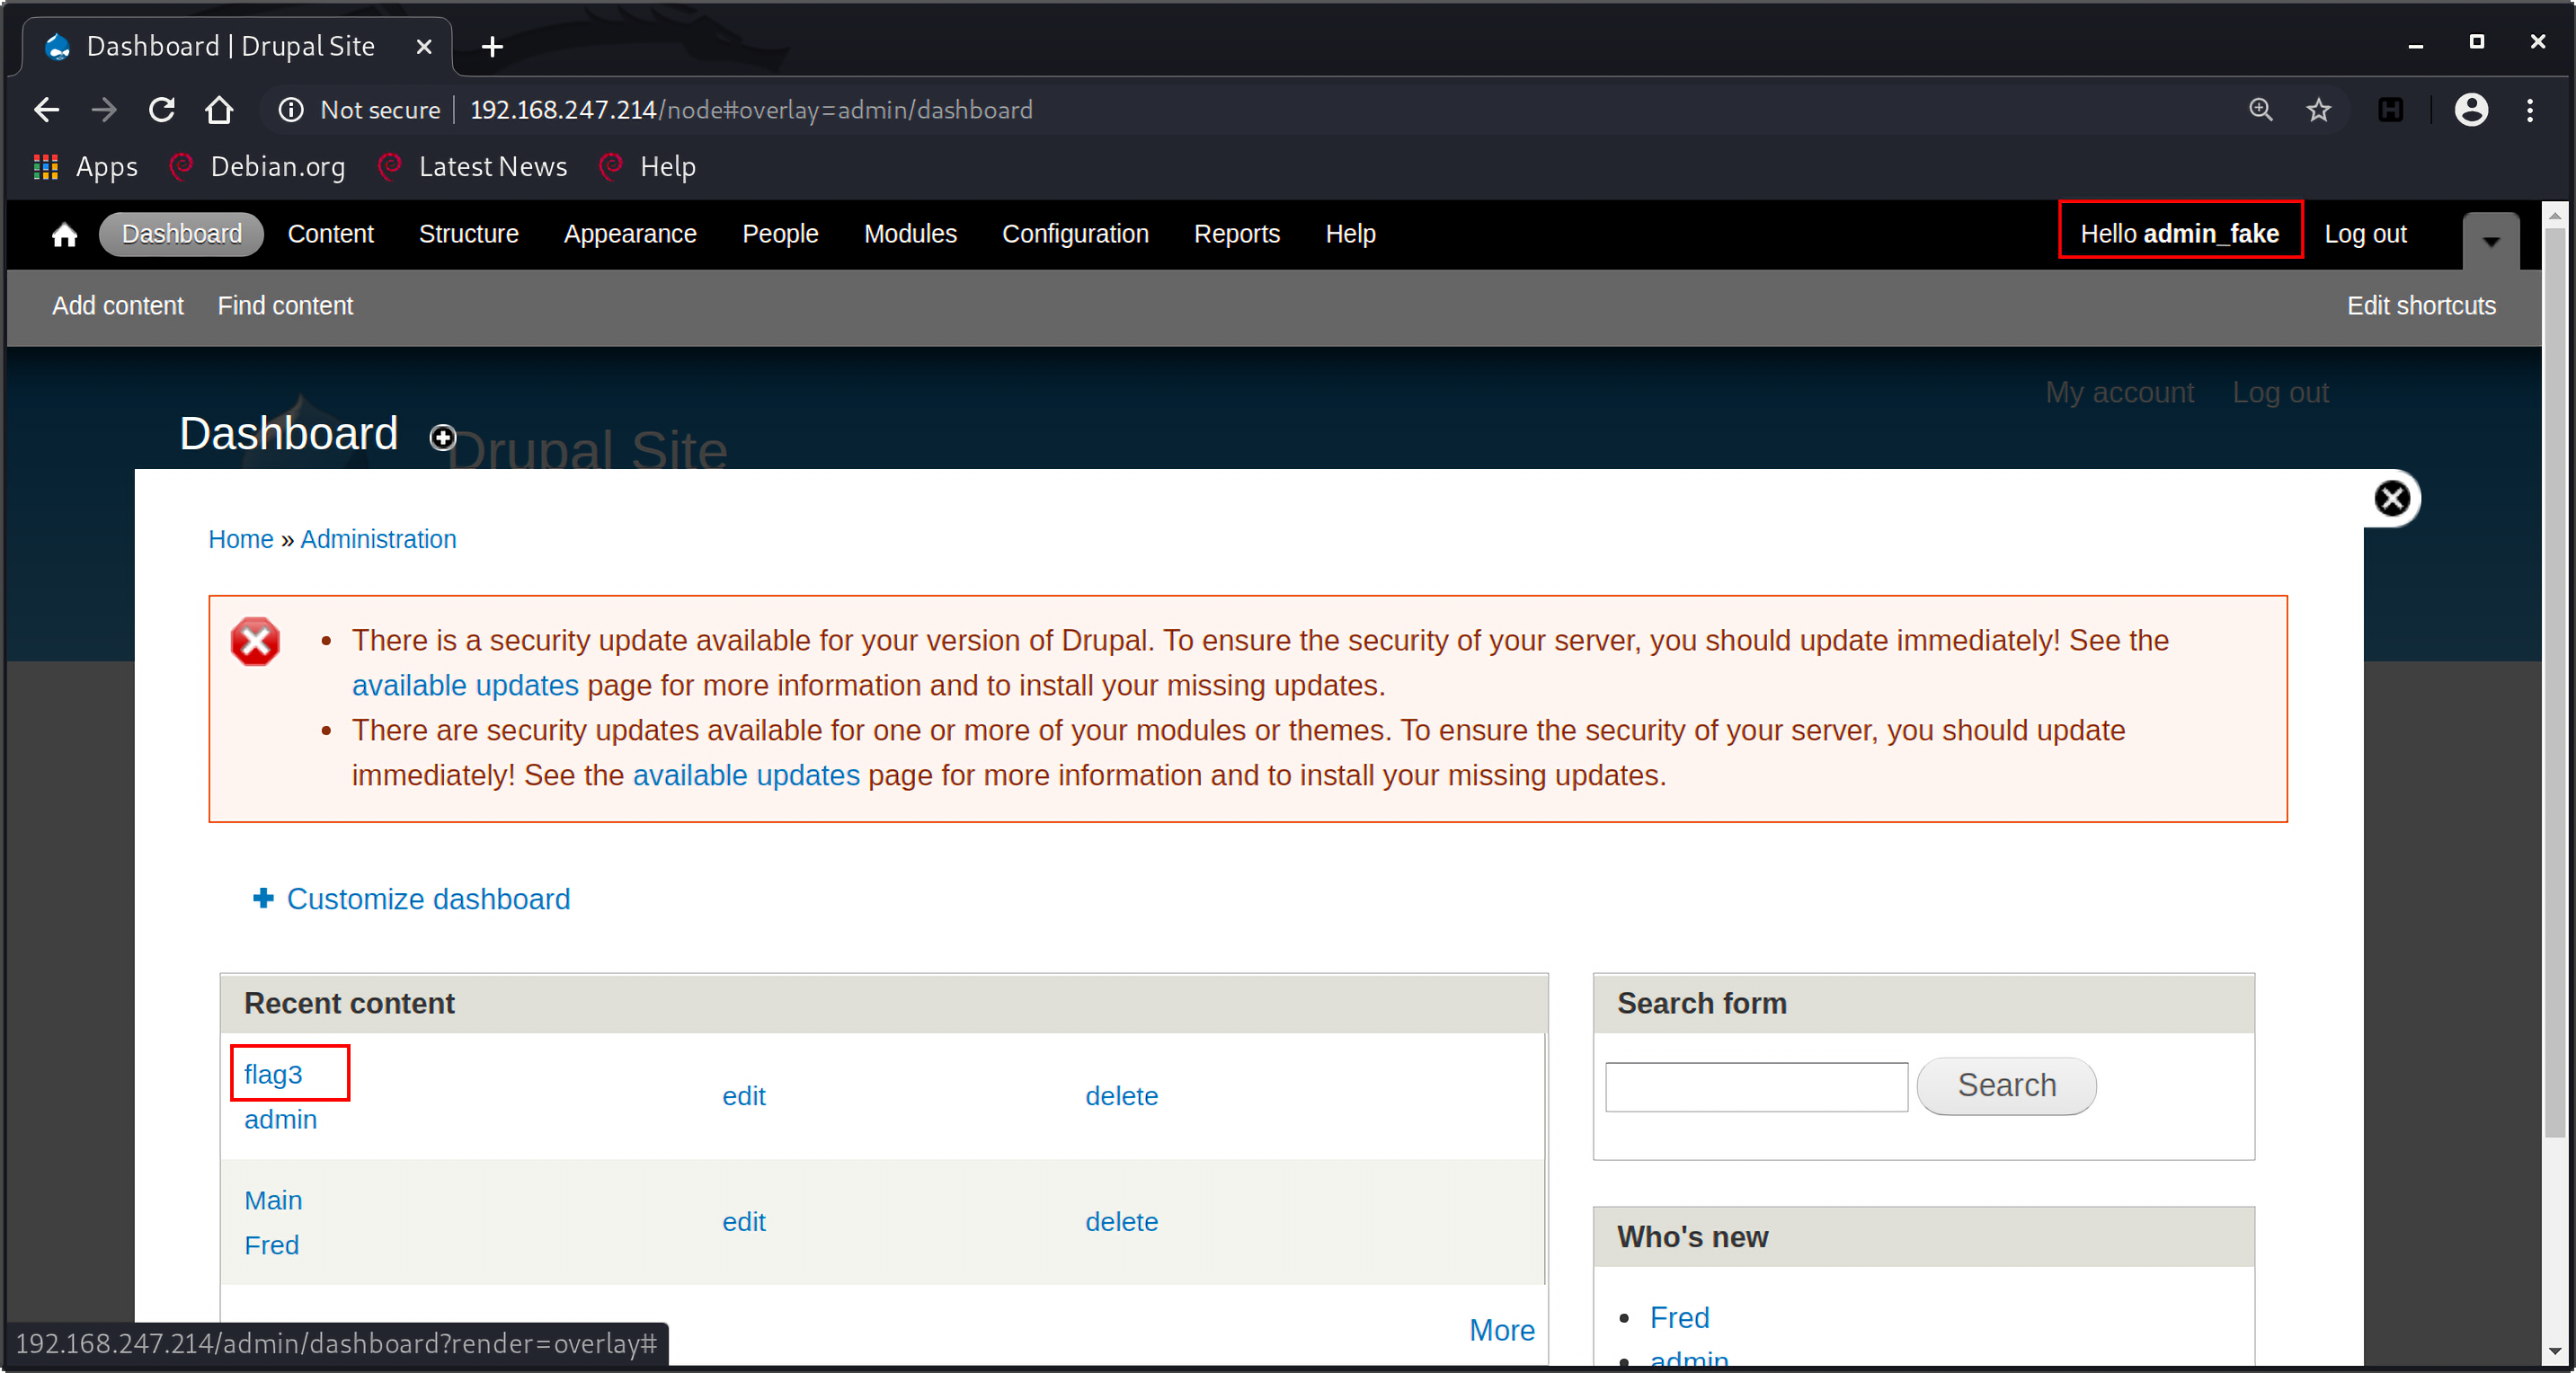 Dashboard | Drupal Site
Not secure 192.168.247.214/node#overlay=admin/dashboard
Apps Debian.org Latest News Help
Dashboard Content Structure Appearance People Modules Configuration Reports Help Hello admin_fake Log out
Add content Find content Edit shortcuts
My account Log out
Dashboard
Drupal Site
Home » Administration
• There is a security update available for your version of Drupal. To ensure the security of your server, you should update immediately! See the
available updates page for more information and to install your missing updates.
• There are security updates available for one or more of your modules or themes. To ensure the security of your server, you should update
immediately! See the available updates page for more information and to install your missing updates.
Customize dashboard
Recent content
flag3
admin
edit delete
Main
Fred
edit delete
More
Search form
Search
Who's new
• Fred
• admin
192.168.247.214/admin/dashboard?render=overlay#